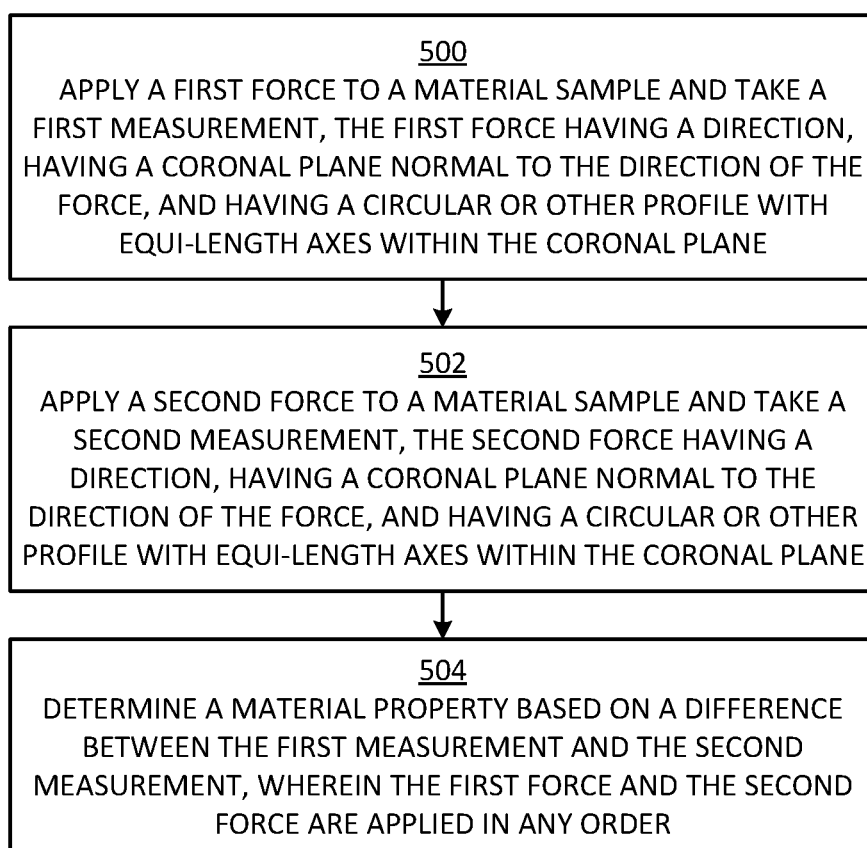 500
APPLY A FIRST FORCE TO A MATERIAL SAMPLE AND TAKE A
FIRST MEASUREMENT, THE FIRST FORCE HAVING A DIRECTION,
HAVING A CORONAL PLANE NORMAL TO THE DIRECTION OF THE
FORCE, AND HAVING A CIRCULAR OR OTHER PROFILE WITH
EQUI-LENGTH AXES WITHIN THE CORONAL PLANE
502
APPLY A SECOND FORCE TO A MATERIAL SAMPLE AND TAKE A
SECOND MEASUREMENT, THE SECOND FORCE HAVING A
DIRECTION, HAVING A CORONAL PLANE NORMAL TO THE
DIRECTION OF THE FORCE, AND HAVING A CIRCULAR OR OTHER
PROFILE WITH EQUI-LENGTH AXES WITHIN THE CORONAL PLANE
504
DETERMINE A MATERIAL PROPERTY BASED ON A DIFFERENCE
BETWEEN THE FIRST MEASUREMENT AND THE SECOND
MEASUREMENT, WHEREIN THE FIRST FORCE AND THE SECOND
FORCE ARE APPLIED IN ANY ORDER